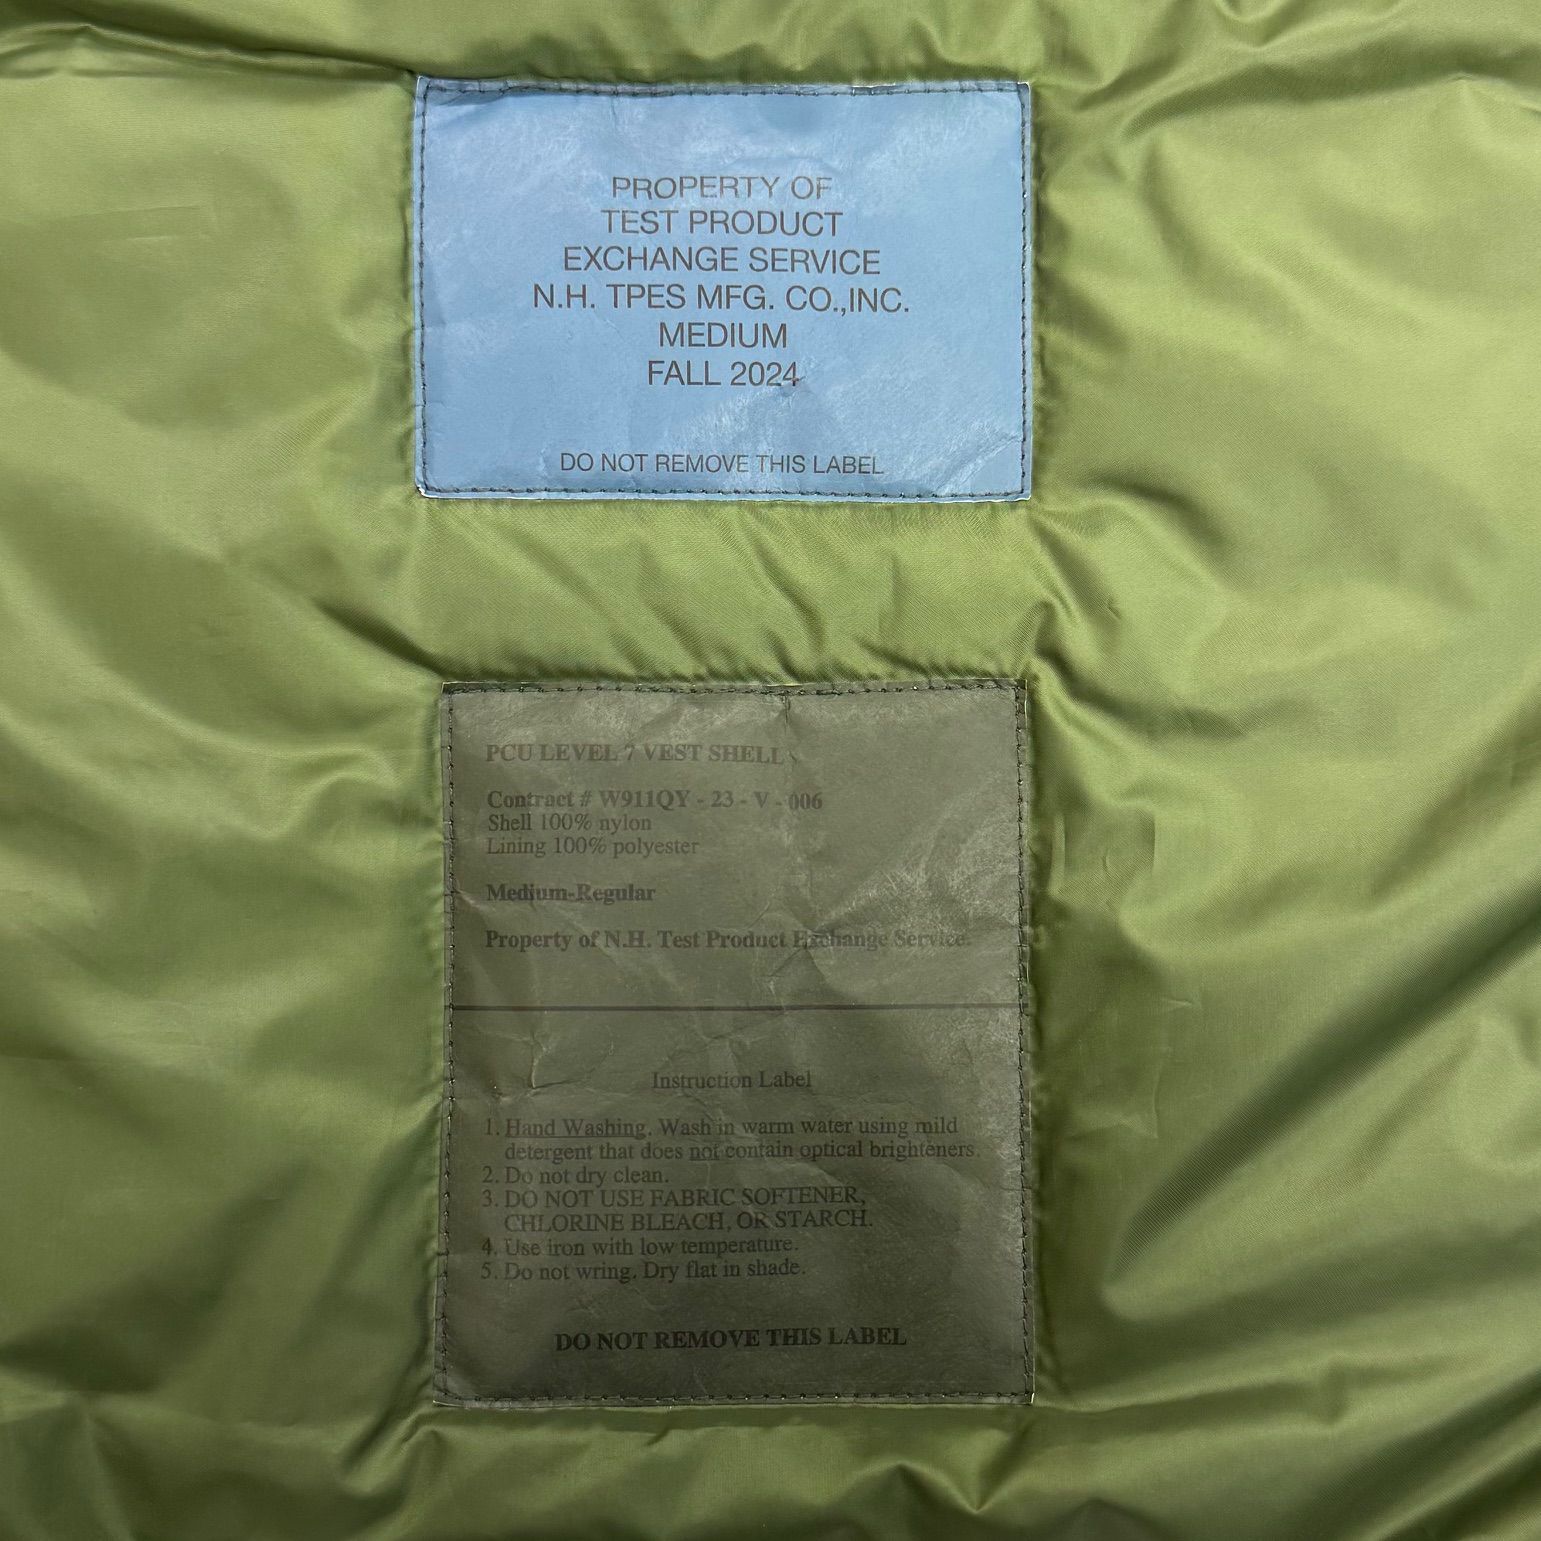 PROPERTY OF
TEST PRODUCT
EXCHANGE SERVICE
N.H. TPES MFG. CO.,INC.
MEDIUM
FALL 2024
DO NOT REMOVE THIS LABEL
PCU LEVEL 7 VEST SHELL
Contract # W911QY - 23 - V - 006
Shell 100% nylon
Lining 100% polyester
Medium-Regular
Property of N.H. Test Product Exchange Service.
Instruction Label
1. Hand Washing. Wash in warm water using mild
detergent that does not contain optical brighteners.
2. Do not dry clean.
3. DO NOT USE FABRIC SOFTENER,
CHLORINE BLEACH, OR STARCH.
4. Use iron with low temperature.
5. Do not wring. Dry flat in shade.
DO NOT REMOVE THIS LABEL